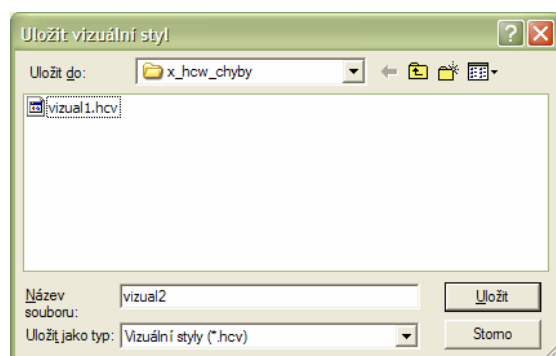 Uložit vizuální styl
Uložit do: x_hcw_chyby
vizual1.hcv
Název souboru: vizual2 Uložit
Uložit jako typ: Vizuální styly (*.hcv) Storno